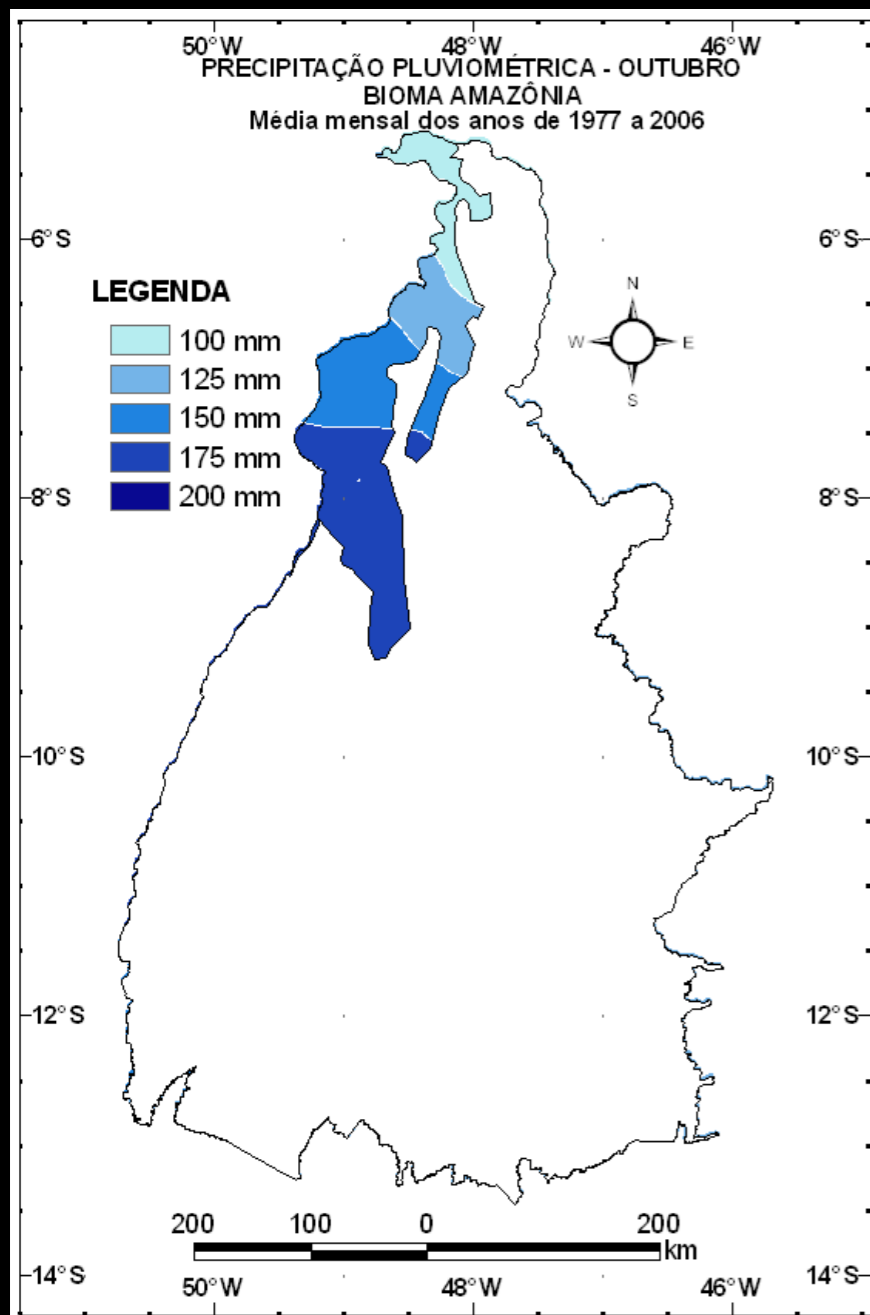 50°W 48°W 46°W
PRECIPITAÇÃO PLUVIOMÉTRICA - OUTUBRO
BIOMA AMAZÔNIA
Média mensal dos anos de 1977 a 2006
6°S 6°S
LEGENDA
100 mm
125 mm
150 mm
175 mm
200 mm
N
W E
S
8°S 8°S
10°S 10°S
12°S 12°S
200 100 0 200
km
14°S 14°S
50°W 48°W 46°W